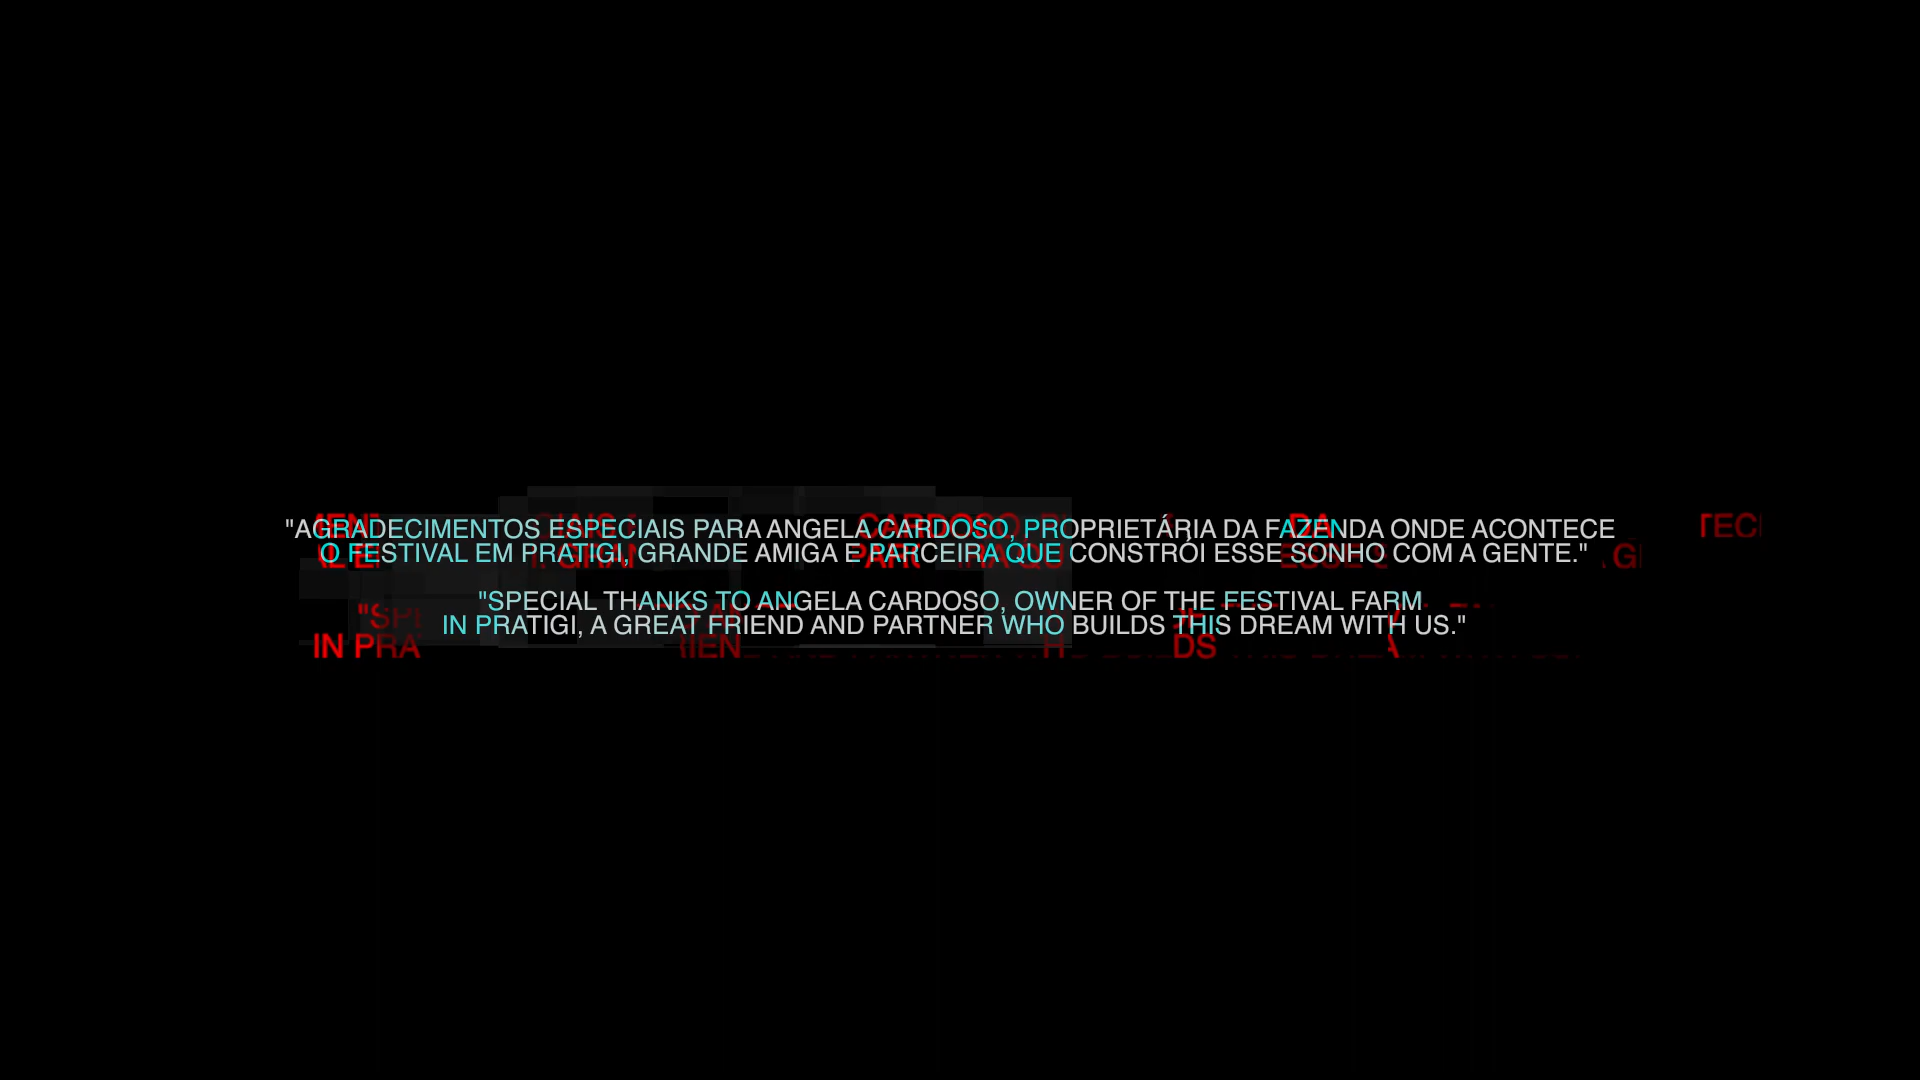 "AGRADECIMENTOS ESPECIAIS PARA ANGELA CARDOSO, PROPRIETÁRIA DA FAZENDA ONDE ACONTECE
O FESTIVAL EM PRATIGI, GRANDE AMIGA E PARCEIRA QUE CONSTRÓI ESSE SONHO COM A GENTE."
"SPECIAL THANKS TO ANGELA CARDOSO, OWNER OF THE FESTIVAL FARM
IN PRATIGI, A GREAT FRIEND AND PARTNER WHO BUILDS THIS DREAM WITH US."